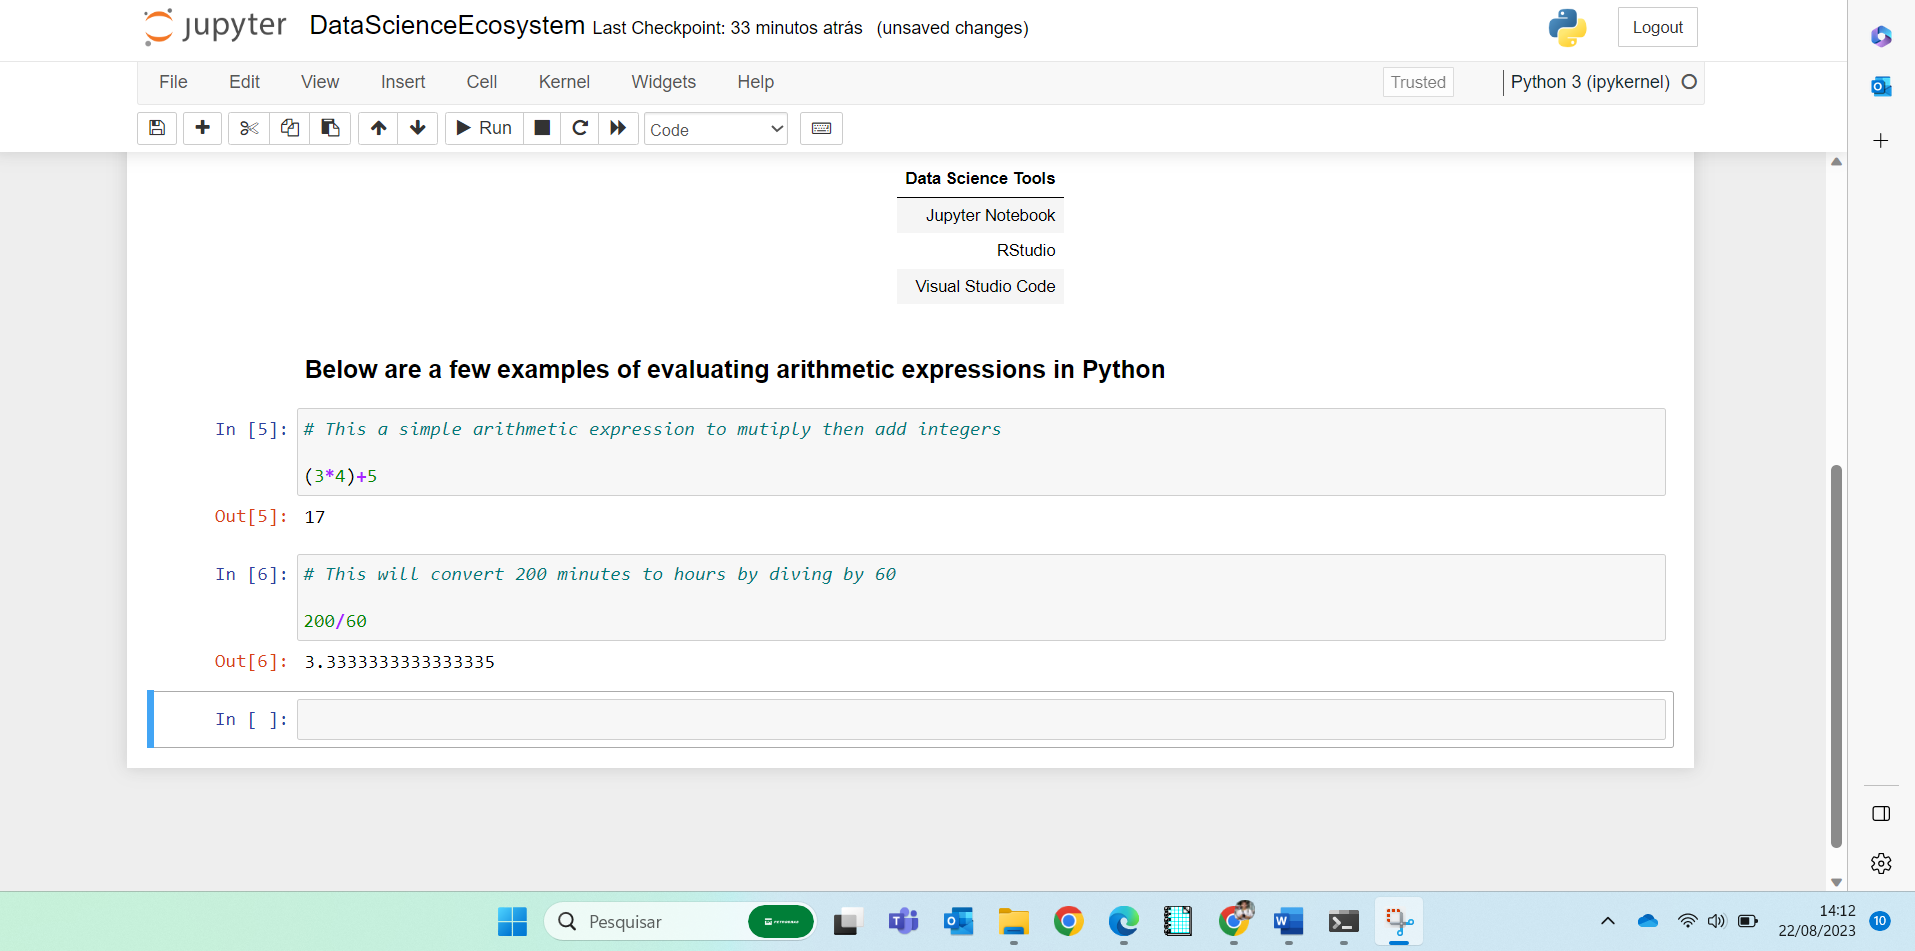 jupyter DataScienceEcosystem Last Checkpoint: 33 minutos atrás (unsaved changes) Logout
File Edit View Insert Cell Kernel Widgets Help Trusted Python 3 (ipykernel)
Run Code
Data Science Tools
Jupyter Notebook
RStudio
Visual Studio Code
Below are a few examples of evaluating arithmetic expressions in Python
In [5]: # This a simple arithmetic expression to mutiply then add integers
(3*4)+5
Out[5]: 17
In [6]: # This will convert 200 minutes to hours by diving by 60
200/60
Out[6]: 3.3333333333333335
In [ ]:
Pesquisar PETROBRAS
14:12
22/08/2023 10